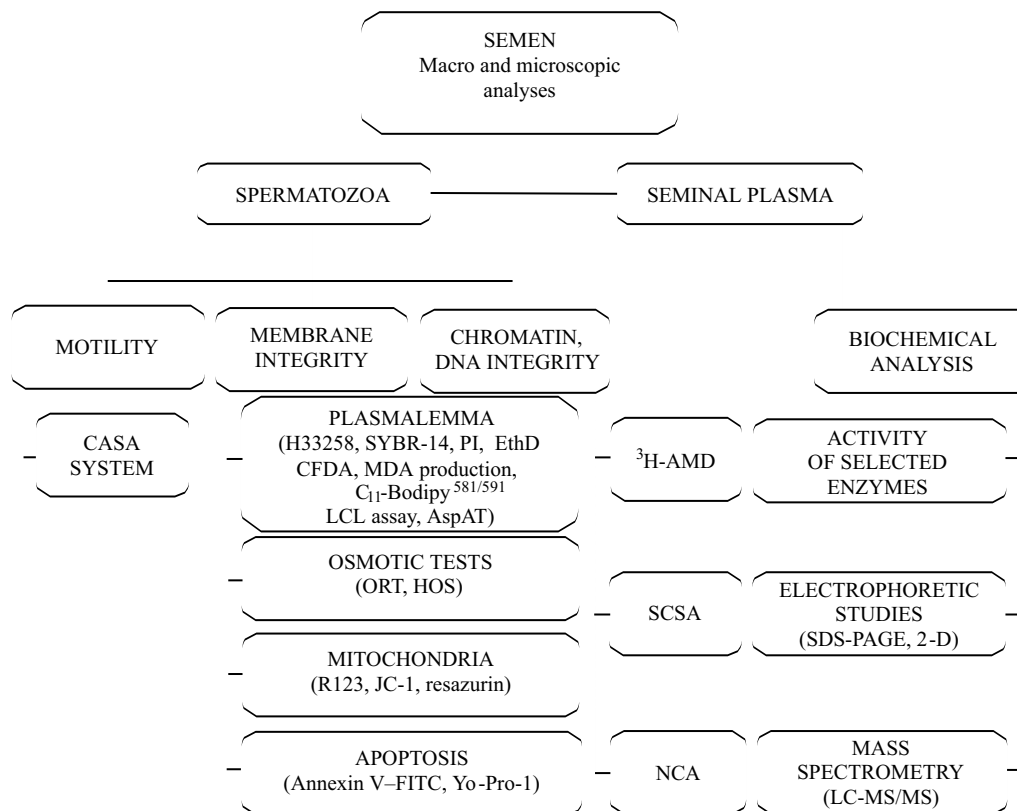 SEMEN
Macro and microscopic
analyses
SPERMATOZOA
SEMINAL PLASMA
MOTILITY
MEMBRANE
INTEGRITY
CHROMATIN,
DNA INTEGRITY
BIOCHEMICAL
ANALYSIS
CASA
SYSTEM
PLASMALEMMA
(H33258, SYBR-14, PI, EthD
CFDA, MDA production,
C₁₁-Bodipy⁵⁸¹/⁵⁹¹
LCL assay, AspAT)
³H-AMD
ACTIVITY
OF SELECTED
ENZYMES
OSMOTIC TESTS
(ORT, HOS)
SCSA
ELECTROPHORETIC
STUDIES
(SDS-PAGE, 2-D)
MITOCHONDRIA
(R123, JC-1, resazurin)
APOPTOSIS
(Annexin V–FITC, Yo-Pro-1)
NCA
MASS
SPECTROMETRY
(LC-MS/MS)